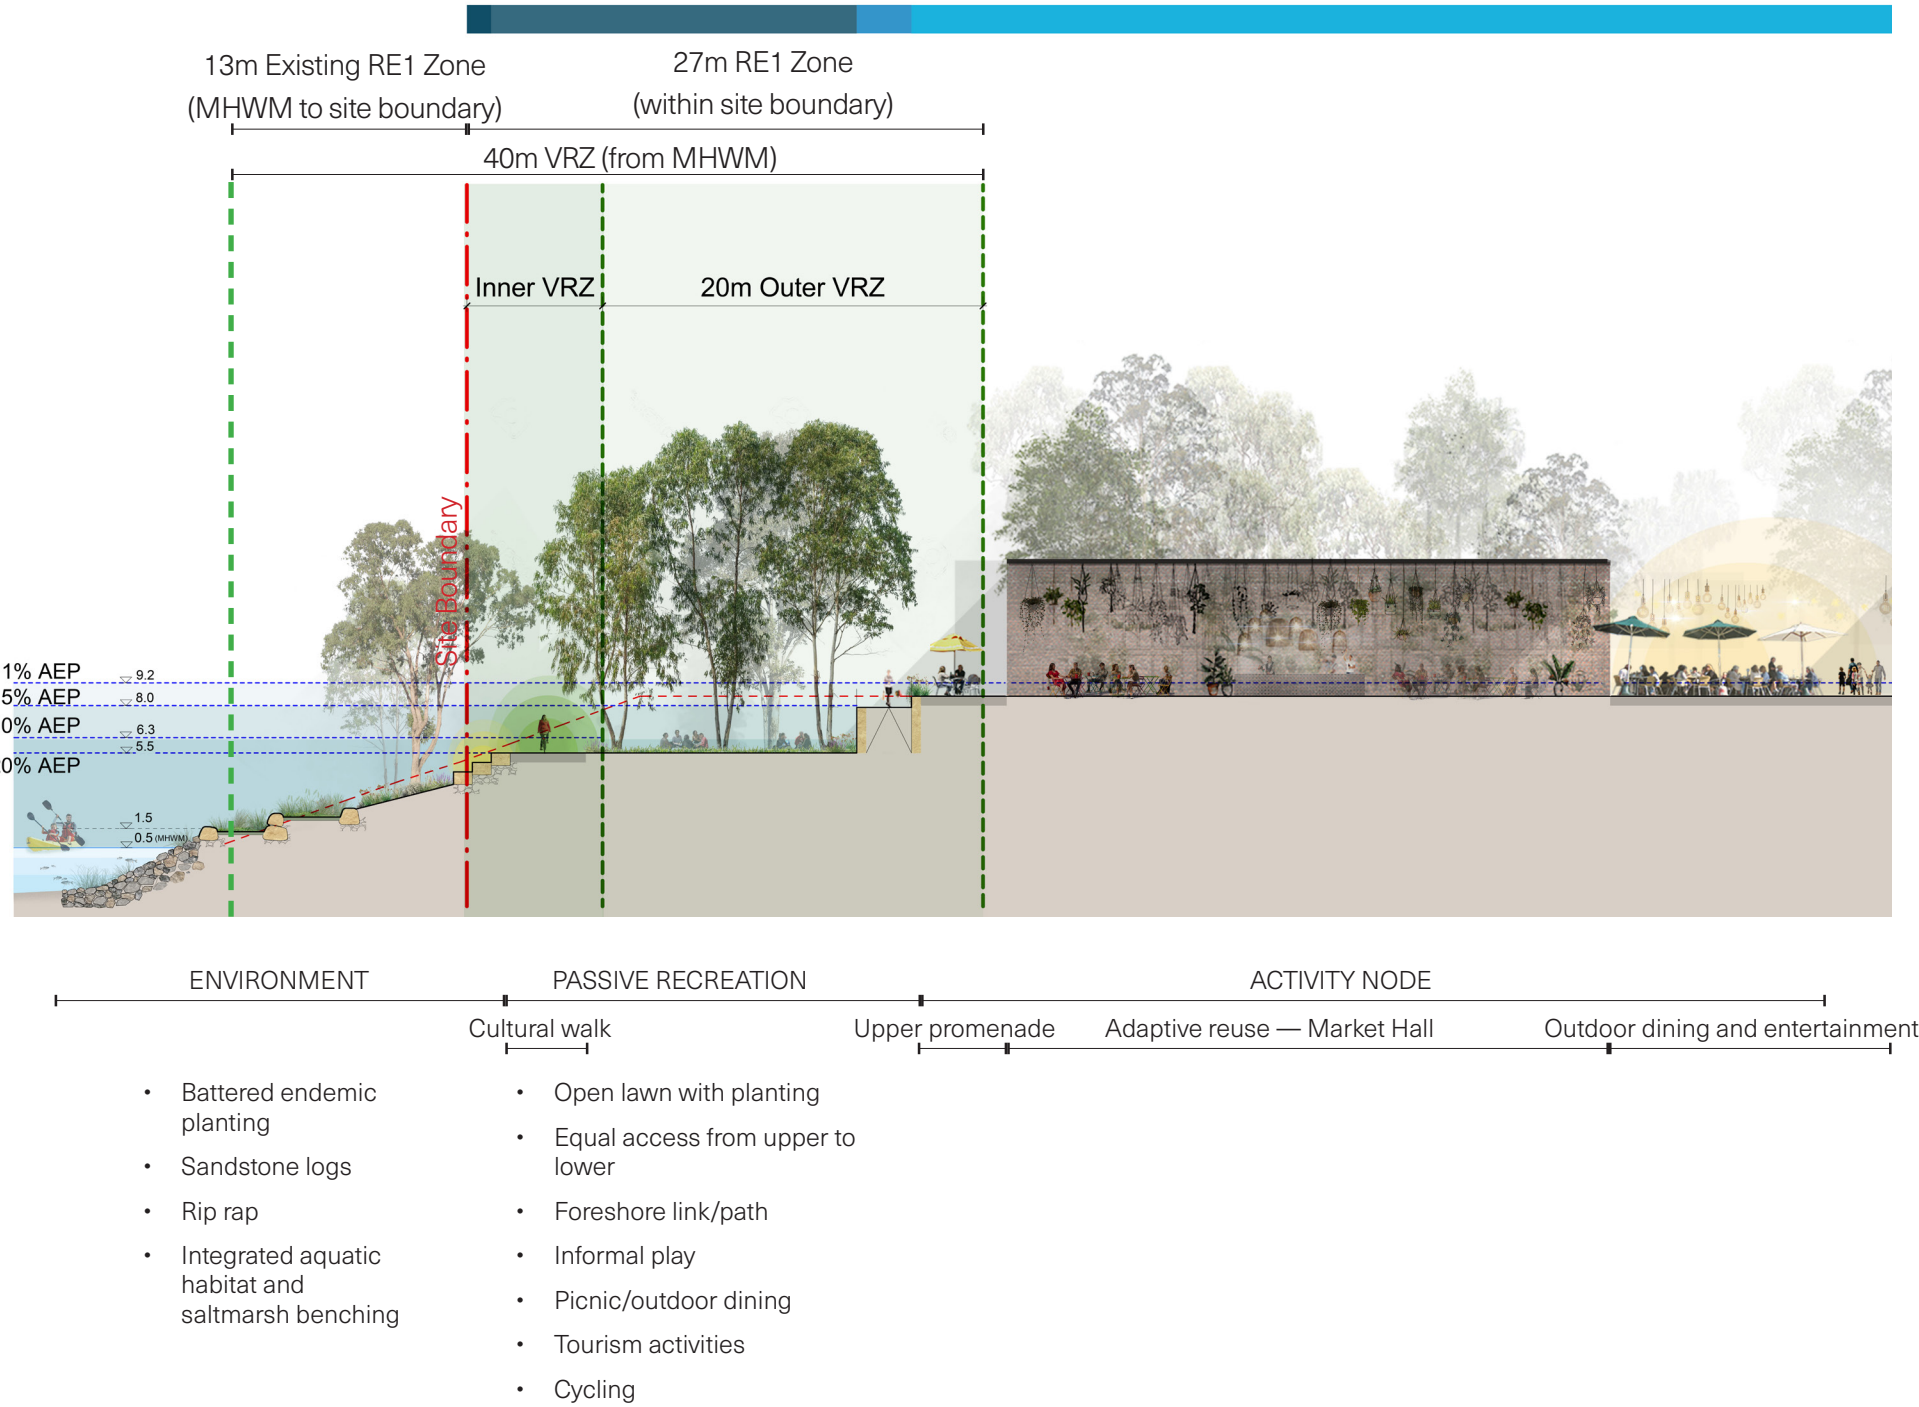 13m Existing RE1 Zone
(MHWM to site boundary)
27m RE1 Zone
(within site boundary)
40m VRZ (from MHWM)
Inner VRZ
20m Outer VRZ
Site Boundary
1% AEP
9.2
5% AEP
8.0
0% AEP
6.3
5.5
0% AEP
1.5
0.5 (MHWM)
ENVIRONMENT
PASSIVE RECREATION
ACTIVITY NODE
Cultural walk
Upper promenade
Adaptive reuse — Market Hall
Outdoor dining and entertainment
• Battered endemic
planting
• Sandstone logs
• Rip rap
• Integrated aquatic
habitat and
saltmarsh benching
• Open lawn with planting
• Equal access from upper to
lower
• Foreshore link/path
• Informal play
• Picnic/outdoor dining
• Tourism activities
• Cycling